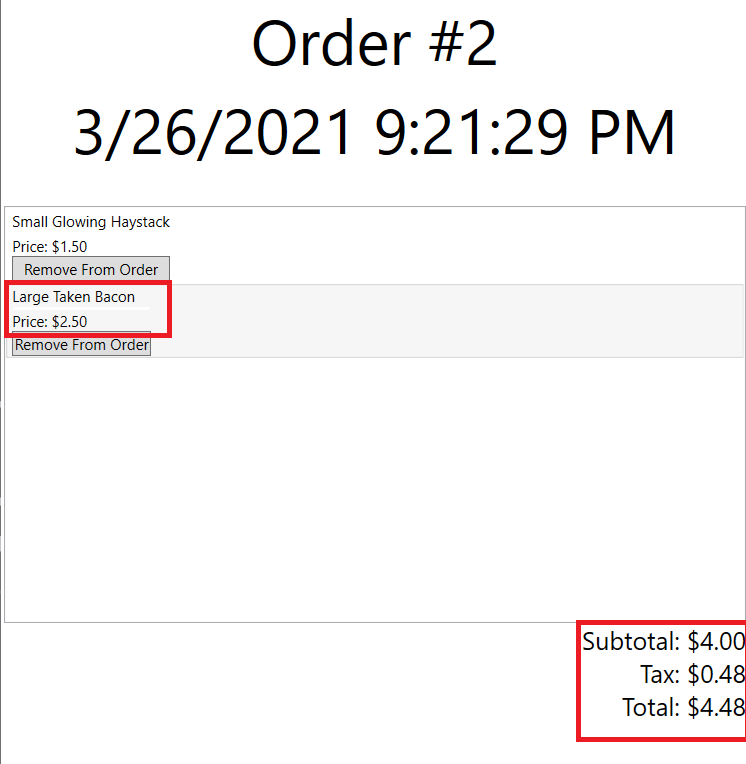 Order #2
3/26/2021 9:21:29 PM
Small Glowing Haystack
Price: $1.50
Remove From Order
Large Taken Bacon
Price: $2.50
Remove From Order
Subtotal: $4.00
Tax: $0.48
Total: $4.48